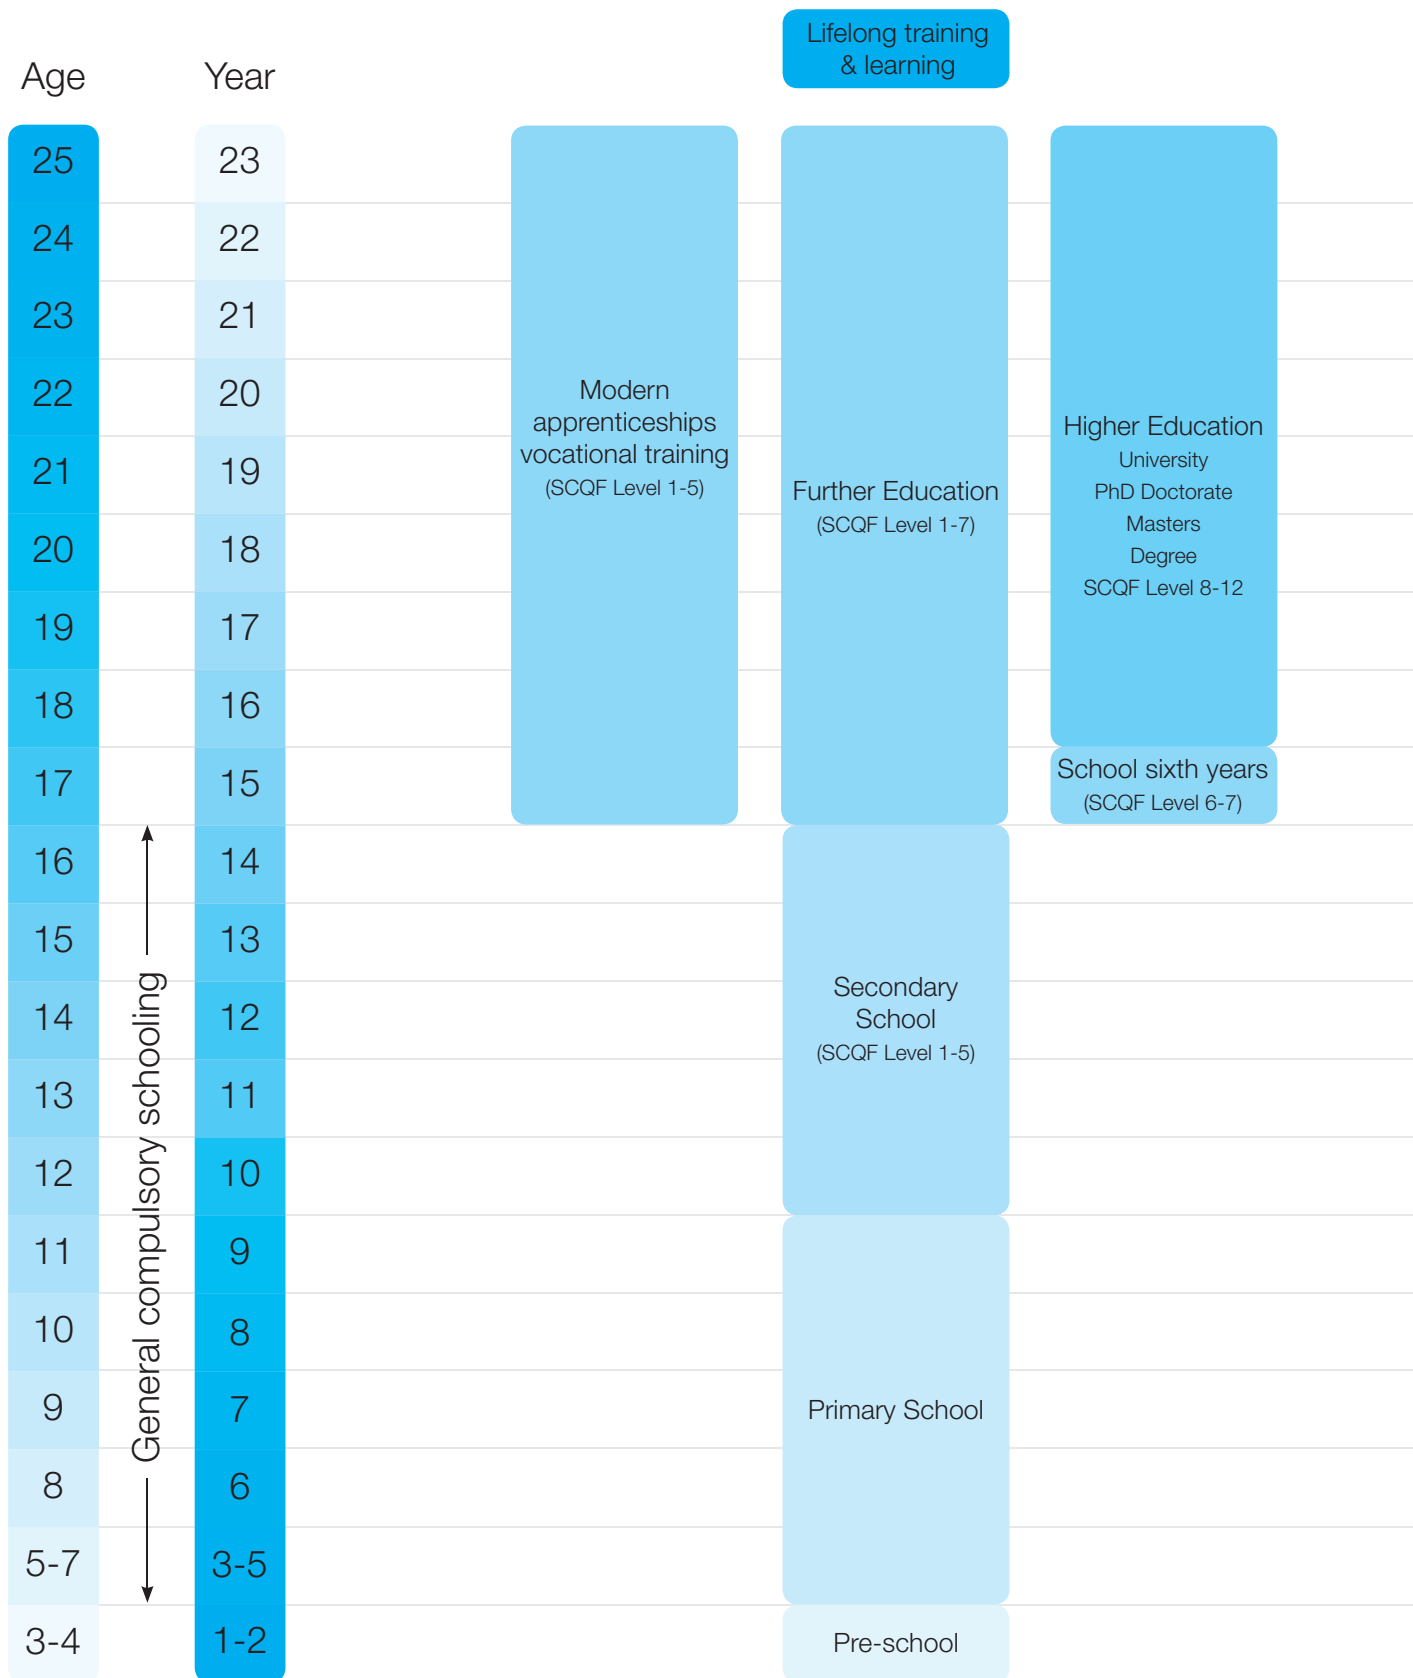 Lifelong training
& learning
Age
Year
25
23
24
22
23
21
22
20
21
19
20
18
19
17
18
16
17
15
16
14
15
13
14
12
13
11
12
10
11
9
10
8
9
7
8
6
5-7
3-5
3-4
1-2
General compulsory schooling
Modern
apprenticeships
vocational training
(SCQF Level 1-5)
Further Education
(SCQF Level 1-7)
Higher Education
University
PhD Doctorate
Masters
Degree
SCQF Level 8-12
School sixth years
(SCQF Level 6-7)
Secondary
School
(SCQF Level 1-5)
Primary School
Pre-school